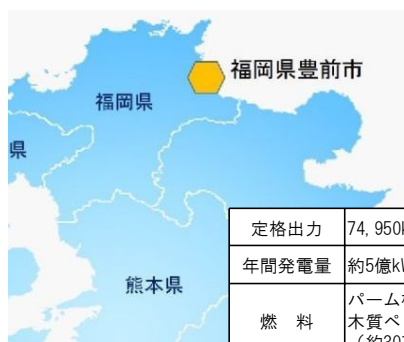 福岡県豊前市
福岡県
県
熊本県
定格出力 74,950
年間発電量 約5億k
燃　料 パーム
木質ペ